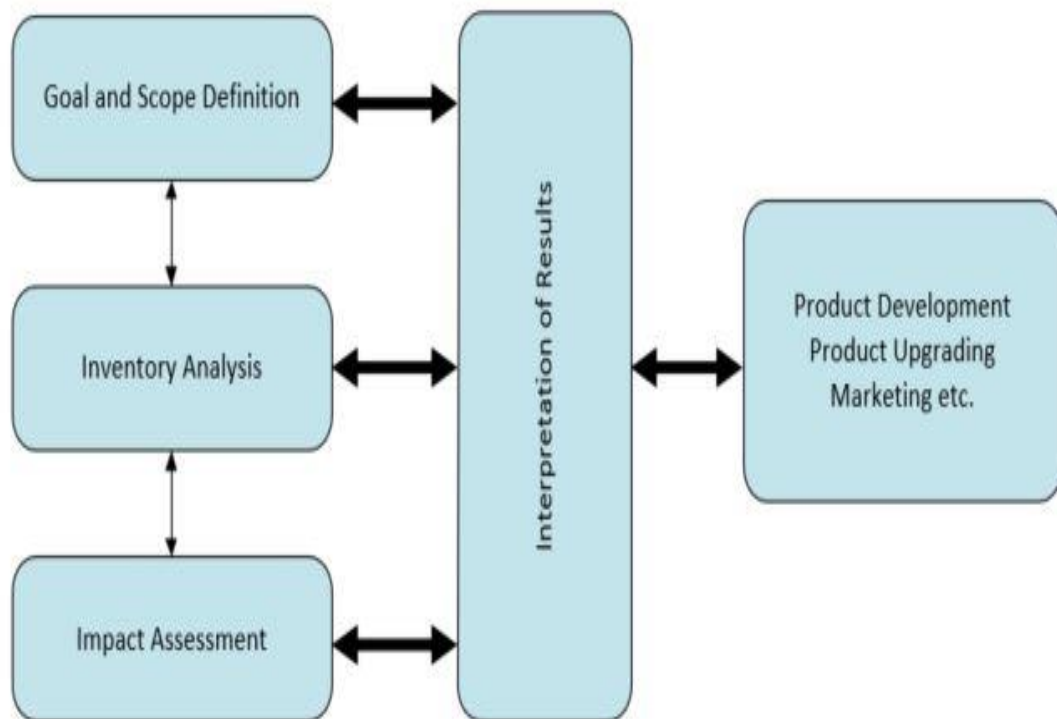 Goal and Scope Definition
Inventory Analysis
Impact Assessment
Interpretation of Results
Product Development
Product Upgrading
Marketing etc.